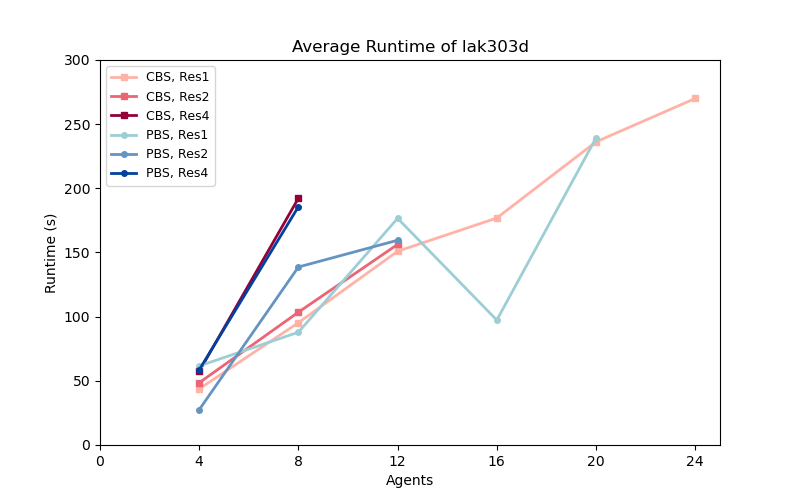 Average Runtime of lak303d
300
250
200
150
100
50
0
Runtime (s)
CBS, Res1
CBS, Res2
CBS, Res4
PBS, Res1
PBS, Res2
PBS, Res4
0 4 8 12 16 20 24
Agents